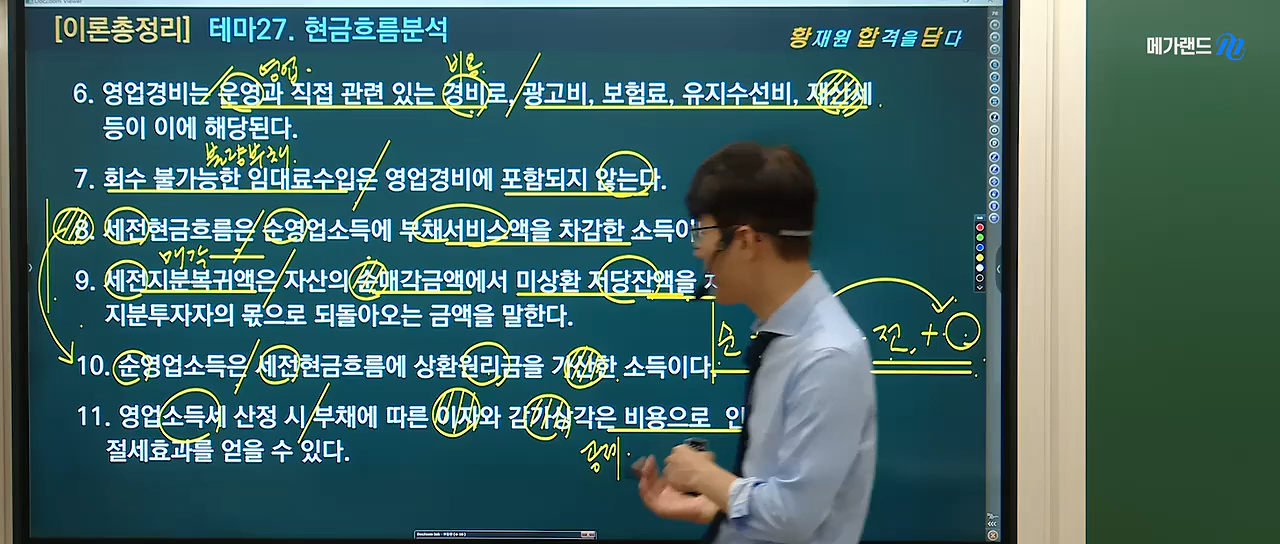 [이론총정리] 테마27. 현금흐름분석
황재원 합격을담다
메가랜드
영업. 비용.
6. 영업경비는 운영과 직접 관련 있는 경비로, 광고비, 보험료, 유지수선비, 재산세
등이 이에 해당된다.
불량부채.
7. 회수 불가능한 임대료수입은 영업경비에 포함되지 않는다.
8. 세전현금흐름은 순영업소득에 부채서비스액을 차감한 소득이
매각
9. 세전지분복귀액은 자산의 순매각금액에서 미상환 저당잔액을
지분투자자의 몫으로 되돌아오는 금액을 말한다.
순 전.+
10. 순영업소득은 세전현금흐름에 상환원리금을 가산한 소득이다.
11. 영업소득세 산정 시 부채에 따른 이자와 감가상각은 비용으로 인
절세효과를 얻을 수 있다.
공제.